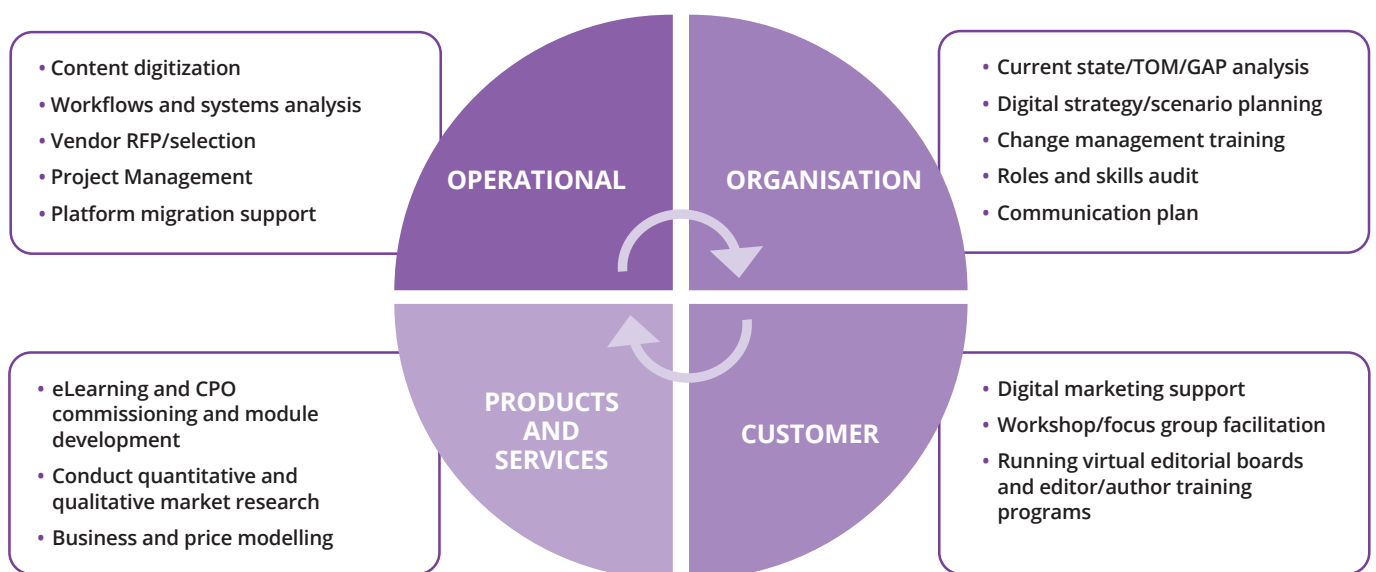 • Content digitization
• Workflows and systems analysis
• Vendor RFP/selection
• Project Management
• Platform migration support
OPERATIONAL
ORGANISATION
• Current state/TOM/GAP analysis
• Digital strategy/scenario planning
• Change management training
• Roles and skills audit
• Communication plan
• eLearning and CPO
commissioning and module
development
• Conduct quantitative and
qualitative market research
• Business and price modelling
PRODUCTS
AND
SERVICES
CUSTOMER
• Digital marketing support
• Workshop/focus group facilitation
• Running virtual editorial boards
and editor/author training
programs